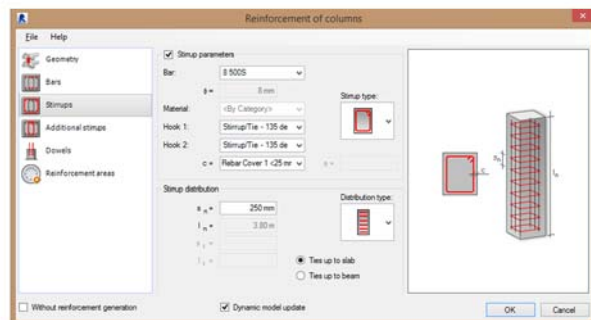 Reinforcement of columns
File Help
Geometry
Bars
Stirrups
Additional stirrups
Dowels
Reinforcement areas
Stirrup parameters
Bar: 8 500S
8 mm
Material: <By Category>
Hook 1: Stirrup/Tie - 135 de
Hook 2: Stirrup/Tie - 135 de
c = Rebar Cover 1 <25 mr
Stirrup type:
Stirrup distribution
250 mm
3.80 m
Distribution type:
Ties up to slab
Ties up to beam
Without reinforcement generation
Dynamic model update
OK Cancel